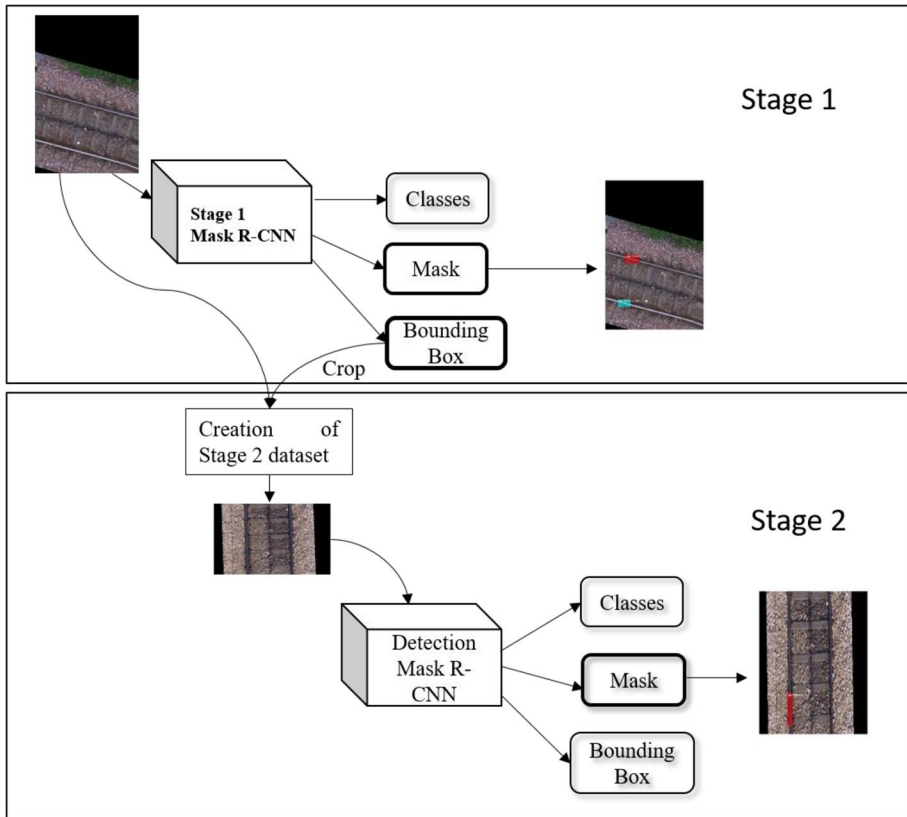 Stage 1
Stage 1
Mask R-CNN
Classes
Mask
Bounding
Box
Crop
Creation of
Stage 2 dataset
Stage 2
Detection
Mask R-
CNN
Classes
Mask
Bounding
Box